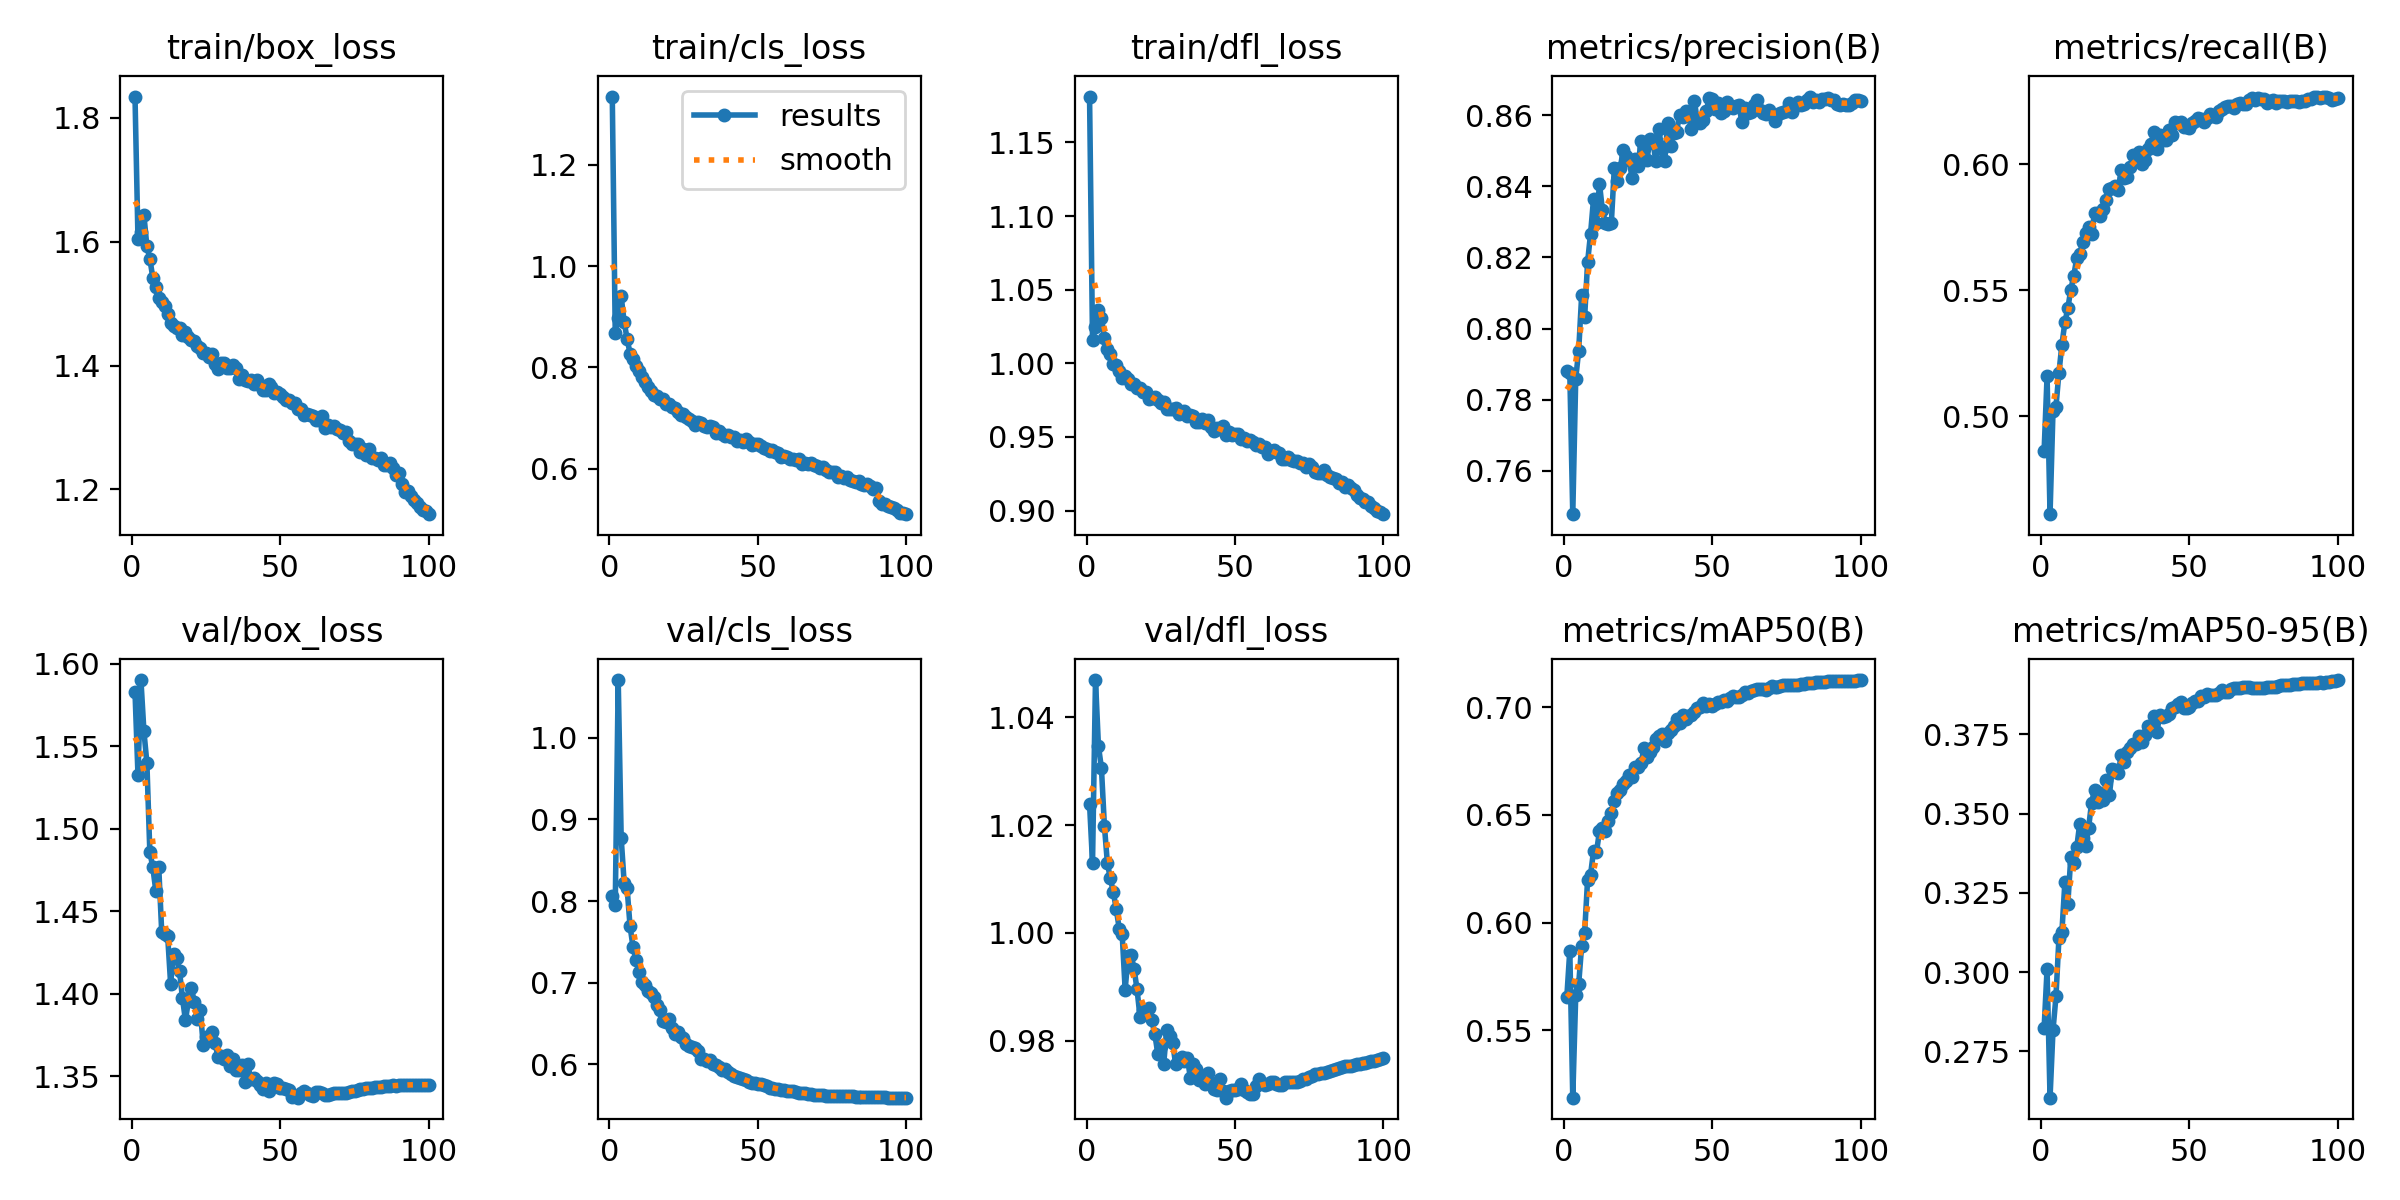 train/box_loss
1.8
1.6
1.4
1.2
0 50 100
train/cls_loss
results
smooth
1.2
1.0
0.8
0.6
0 50 100
train/dfl_loss
1.15
1.10
1.05
1.00
0.95
0.90
0 50 100
metrics/precision(B)
0.86
0.84
0.82
0.80
0.78
0.76
0 50 100
metrics/recall(B)
0.60
0.55
0.50
0 50 100
val/box_loss
1.60
1.55
1.50
1.45
1.40
1.35
0 50 100
val/cls_loss
1.0
0.9
0.8
0.7
0.6
0 50 100
val/dfl_loss
1.04
1.02
1.00
0.98
0 50 100
metrics/mAP50(B)
0.70
0.65
0.60
0.55
0 50 100
metrics/mAP50-95(B)
0.375
0.350
0.325
0.300
0.275
0 50 100